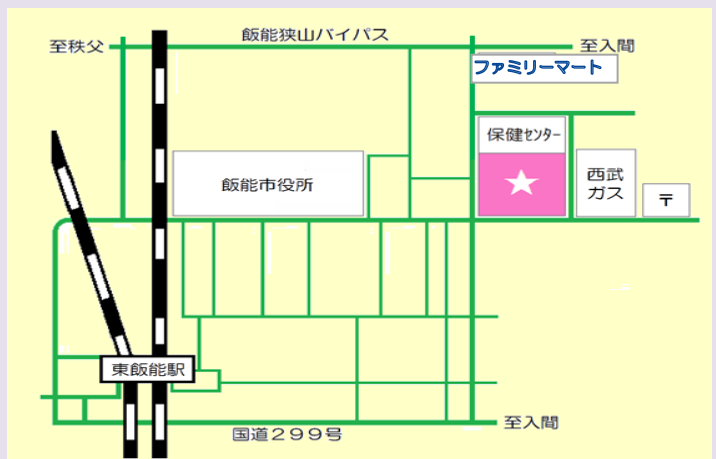 飯能狭山バイパス
至秩父
至入間
ファミリーマート
保健ｾﾝﾀｰ
飯能市役所
西武
ガス
〒
東飯能駅
至入間
国道２９９号